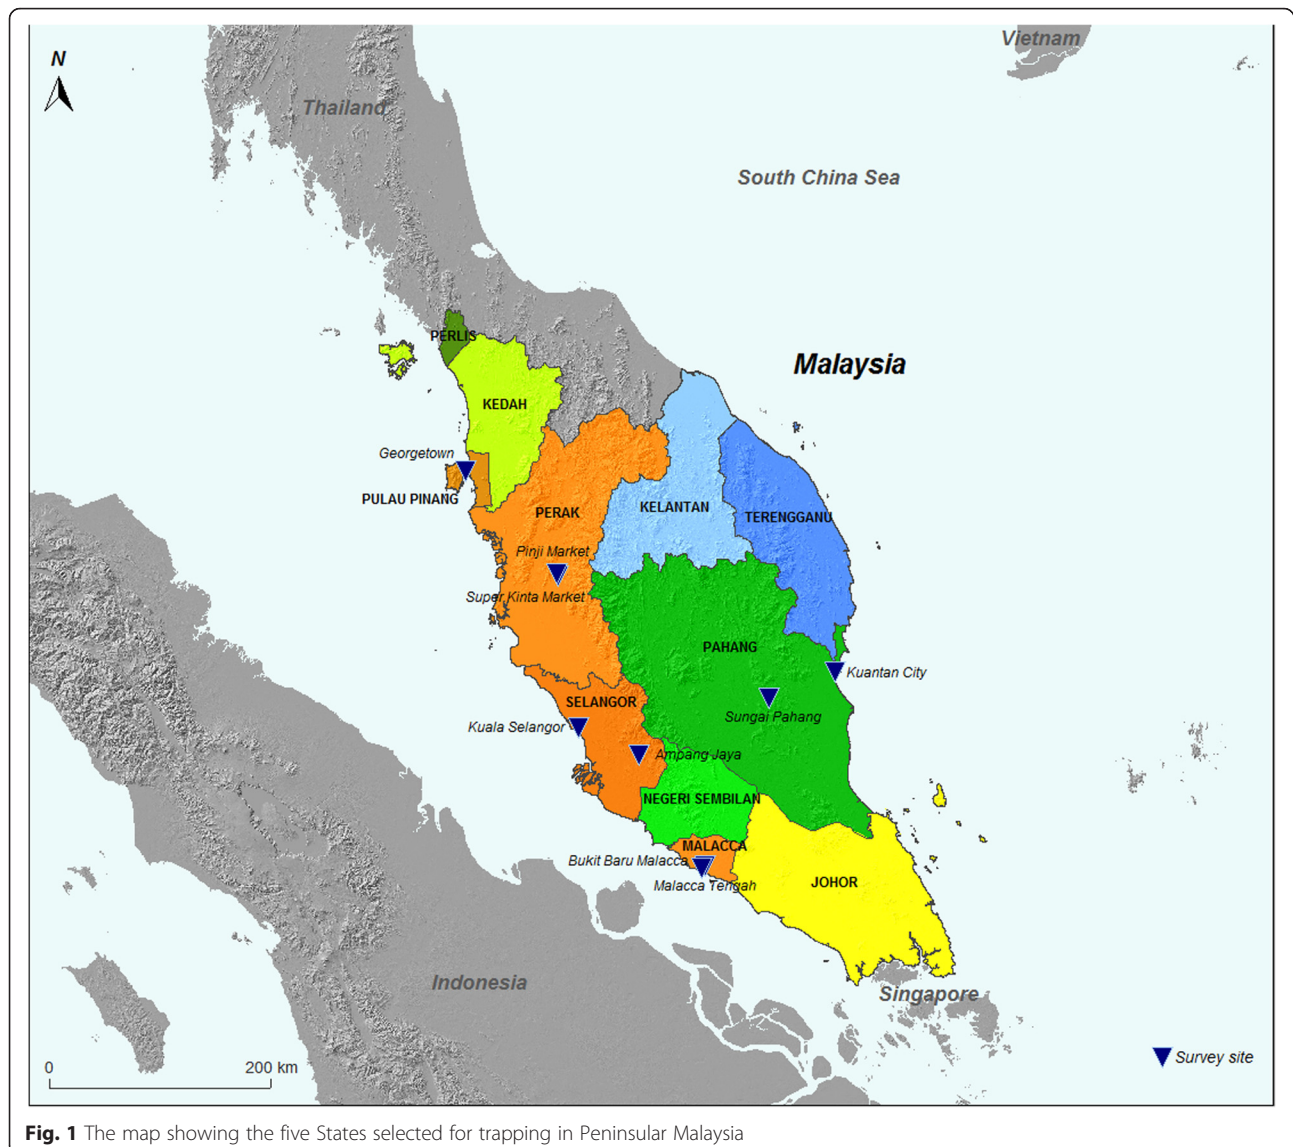 Vietnam
N
Thailand
South China Sea
PERLIS
Malaysia
KEDAH
Georgetown
PULAU PINANG
PERAK
KELANTAN
TERENGGANU
Pinji Market
Super Kinta Market
PAHANG
Kuantan City
SELANGOR
Sungai Pahang
Kuala Selangor
Ampang Jaya
NEGERI SEMBILAN
MALACCA
Bukit Baru Malacca
Malacca Tengah
JOHOR
Indonesia
Singapore
Survey site
0 200 km
Fig. 1 The map showing the five States selected for trapping in Peninsular Malaysia